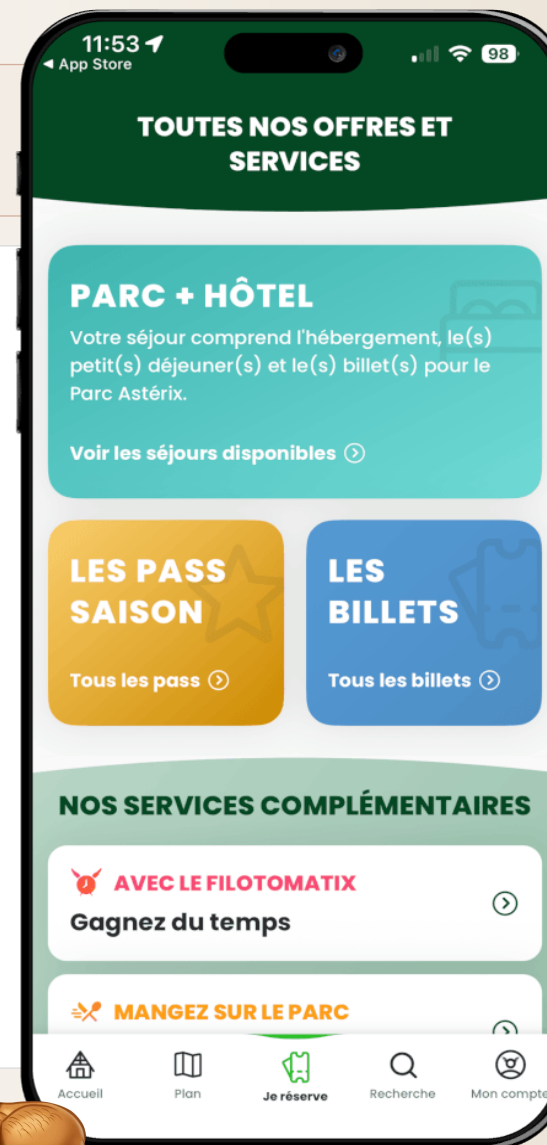 11:53
◀ App Store
98
TOUTES NOS OFFRES ET
SERVICES
PARC + HÔTEL
Votre séjour comprend l'hébergement, le(s)
petit(s) déjeuner(s) et le(s) billet(s) pour le
Parc Astérix.
Voir les séjours disponibles
LES PASS
SAISON
Tous les pass
LES
BILLETS
Tous les billets
NOS SERVICES COMPLÉMENTAIRES
AVEC LE FILOTOMATIX
Gagnez du temps
MANGEZ SUR LE PARC
Accueil
Plan
Je réserve
Recherche
Mon compte